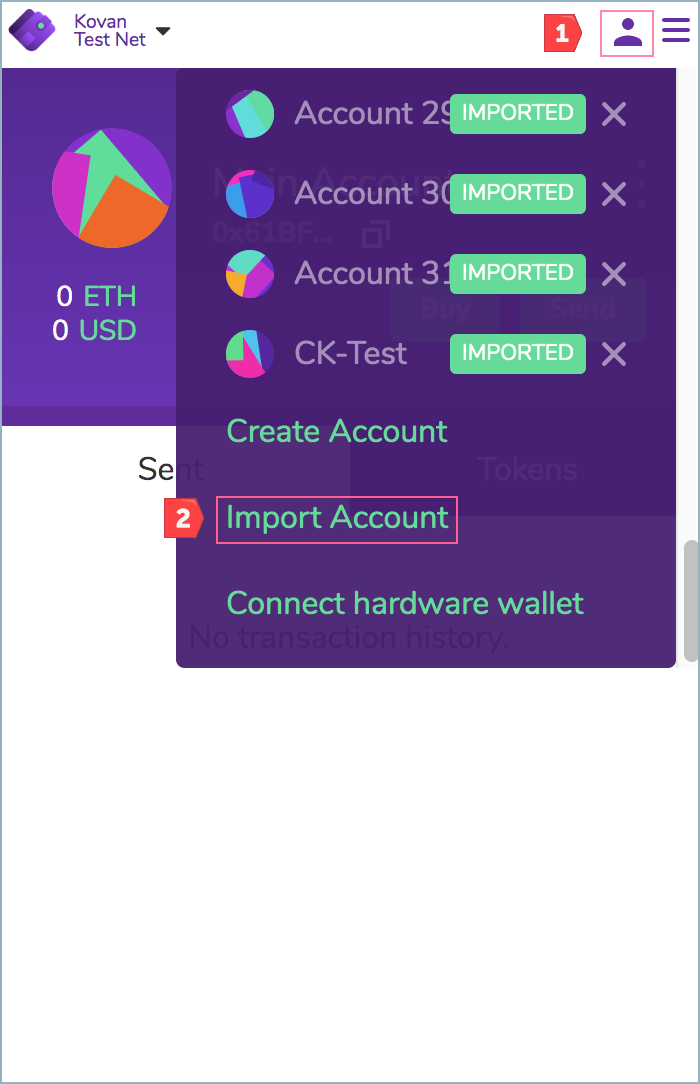 Kovan
Test Net
1
Account 29
IMPORTED
Main Account
Account 30
IMPORTED
0x61BF...
Account 31
IMPORTED
0 ETH
Buy
Send
0 USD
CK-Test
IMPORTED
Create Account
Sent
Tokens
2
Import Account
Connect hardware wallet
No transaction history.